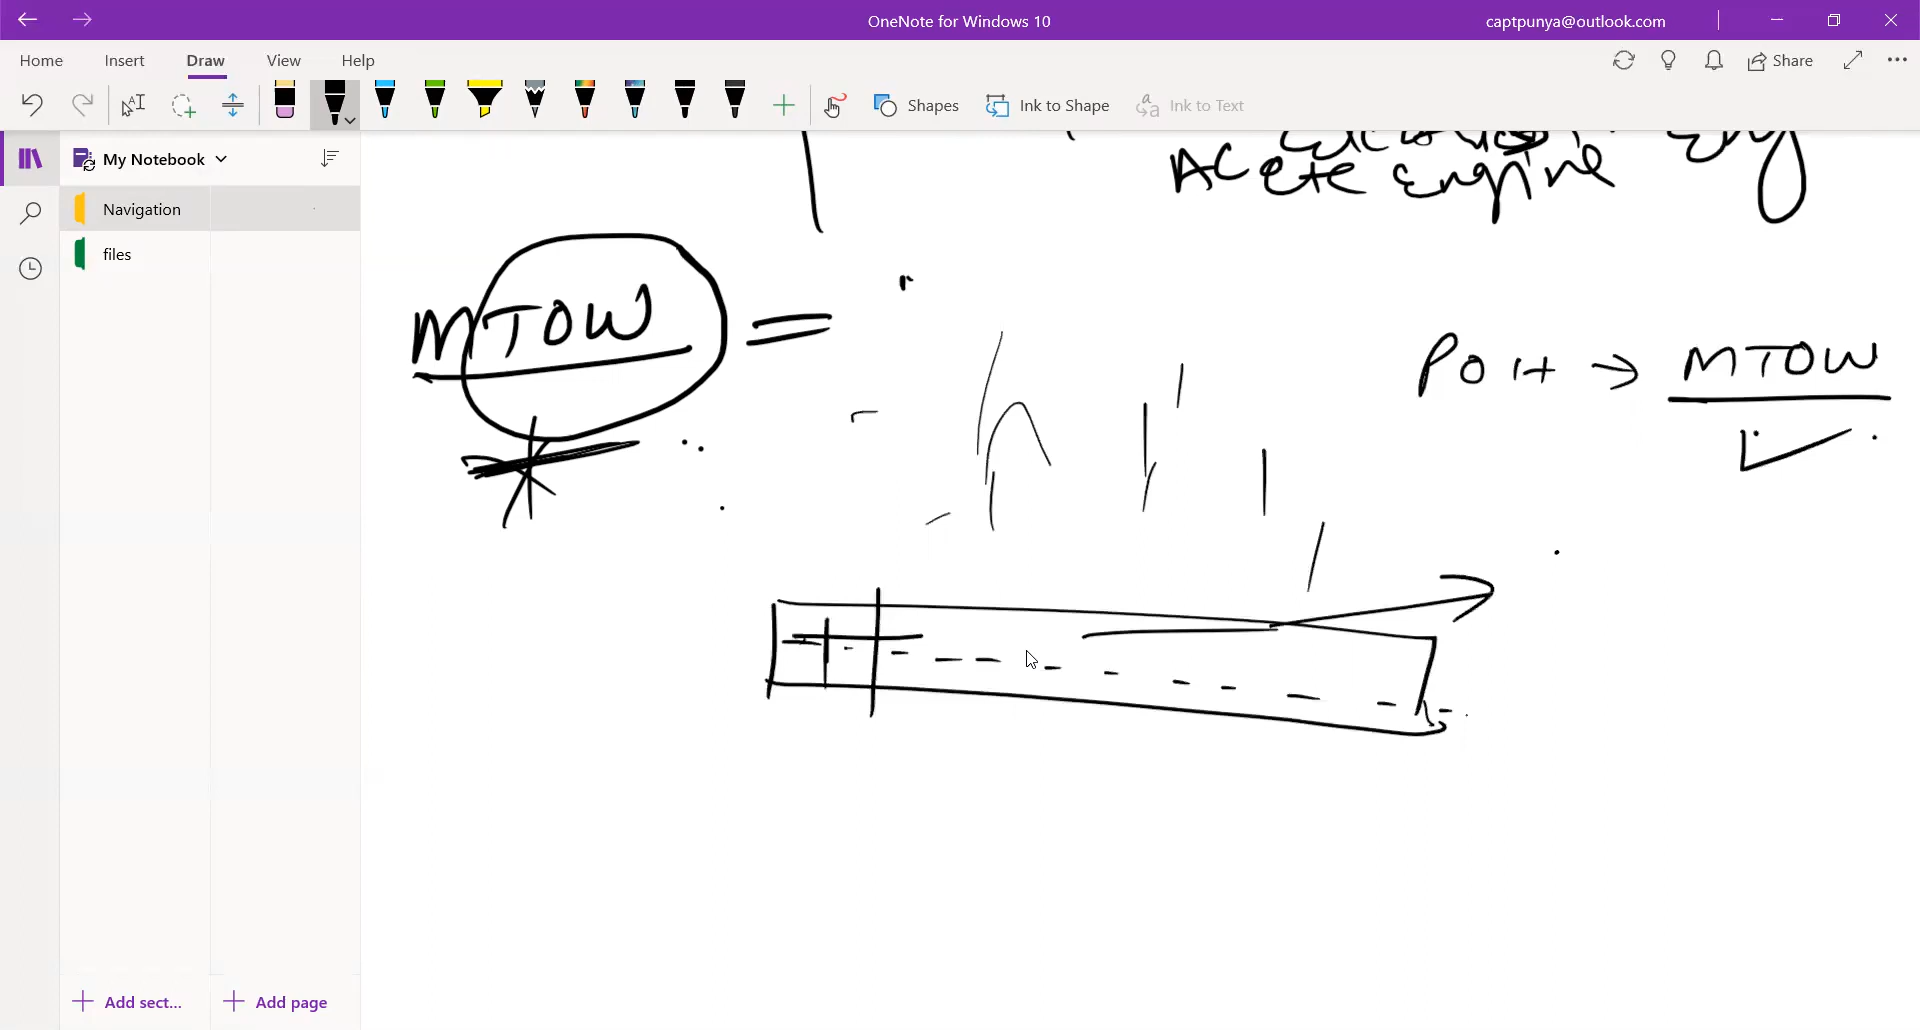 OneNote for Windows 10
captpunya@outlook.com
Home Insert Draw View Help
Share
Shapes Ink to Shape Ink to Text
My Notebook
Navigation
files
AC ete engine
MTOW =
POH → MTOW
Add sect... Add page